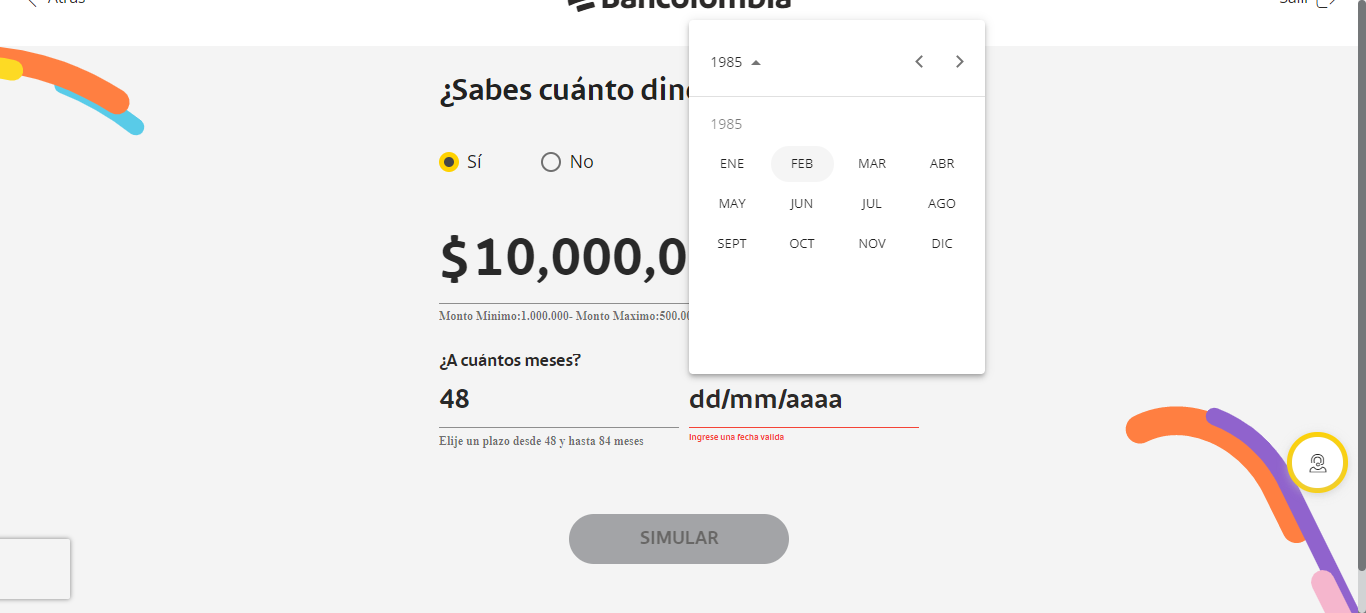 Atrás
Bancolombia
Salir
1985
¿Sabes cuánto din
1985
ENE FEB MAR ABR
Sí No
MAY JUN JUL AGO
SEPT OCT NOV DIC
$10,000,0
Monto Minimo:1.000.000- Monto Maximo:500.00
¿A cuántos meses?
48 dd/mm/aaaa
Elije un plazo desde 48 y hasta 84 meses
Ingrese una fecha valida
SIMULAR